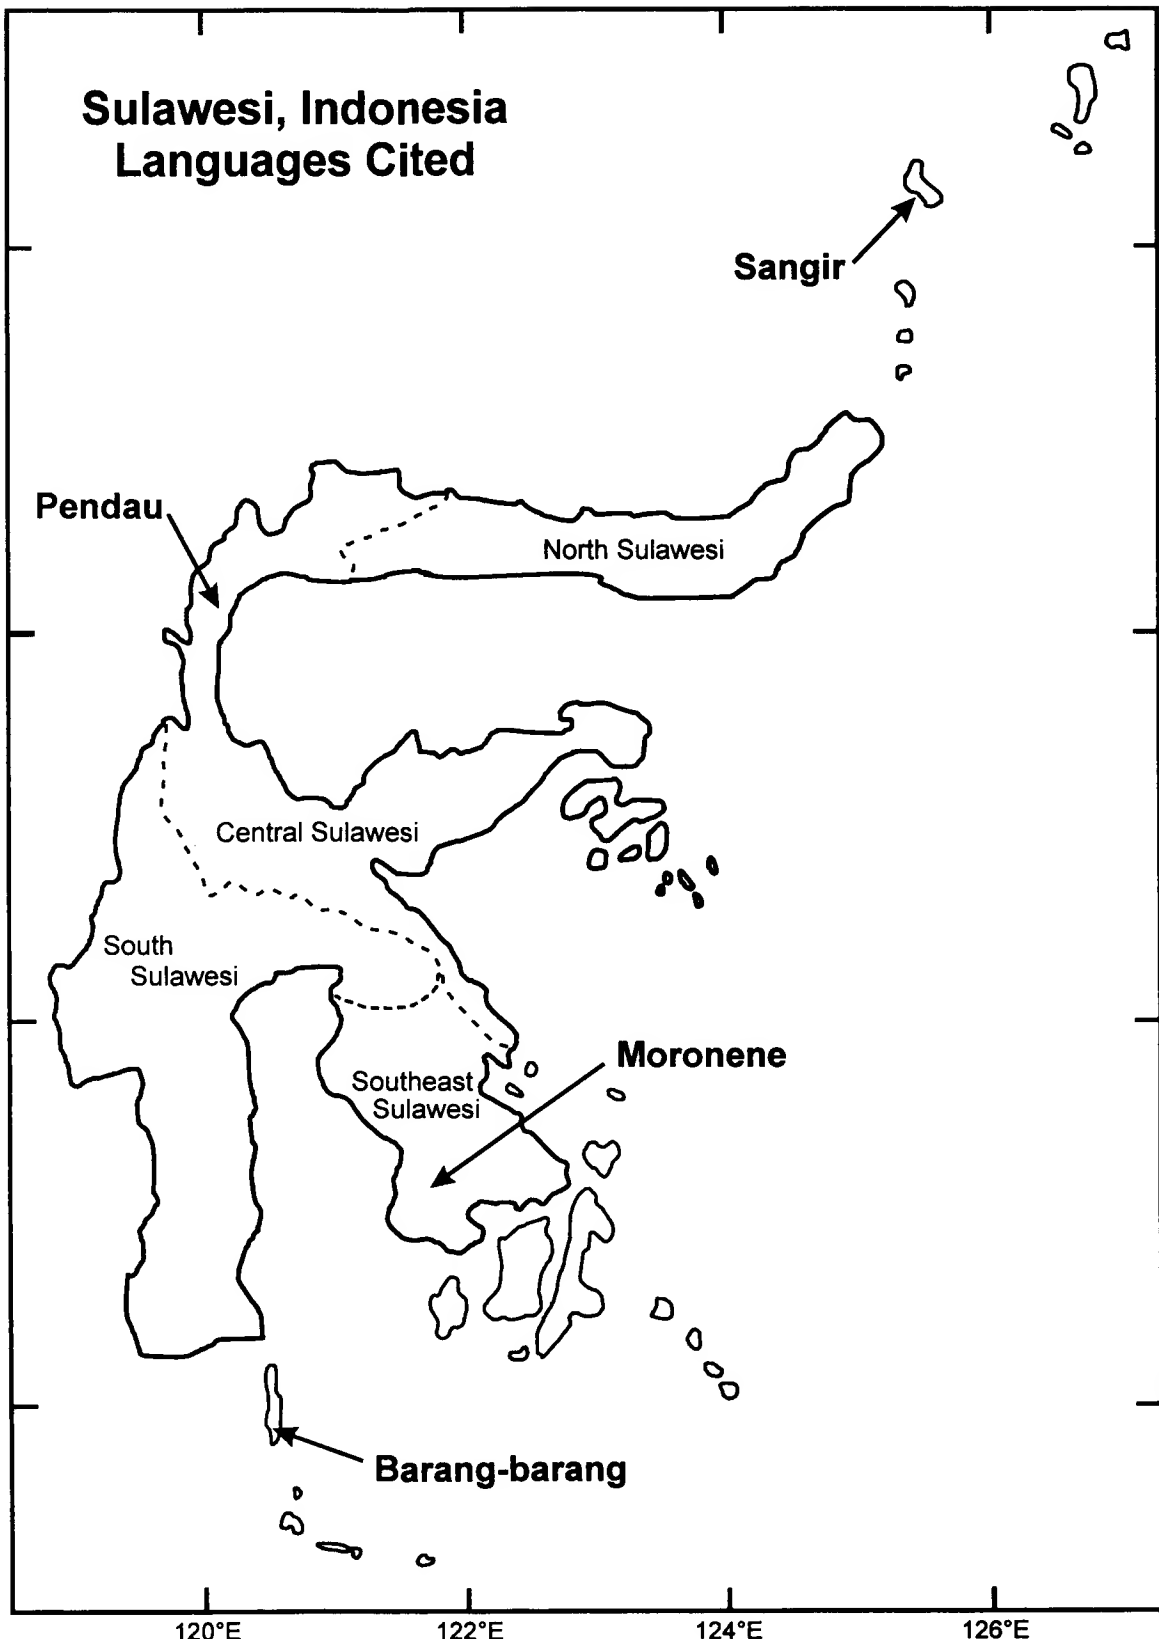 Sulawesi, Indonesia
Languages Cited
Sangir
Pendau
North Sulawesi
Central Sulawesi
South
Sulawesi
Moronene
Southeast
Sulawesi
Barang-barang
120°E 122°E 124°E 126°E